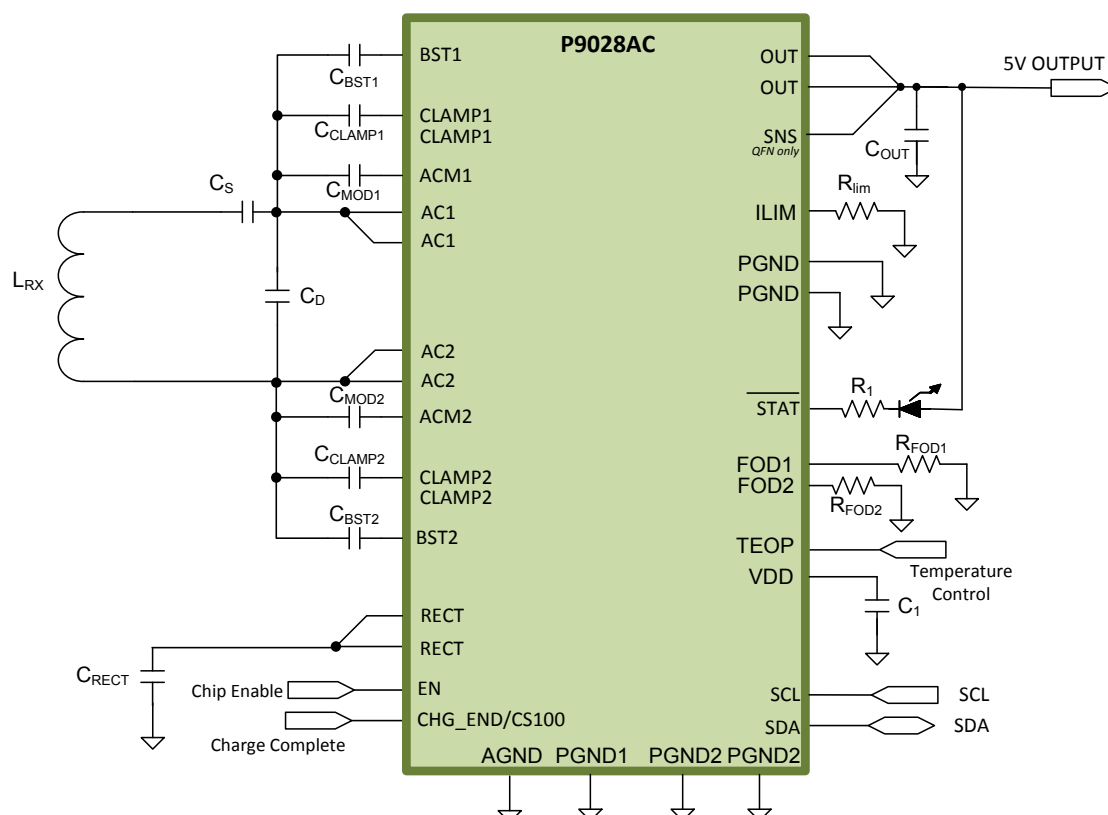 P9028AC
BST1
CBST1
CLAMP1
CLAMP1
CCLAMP1
ACM1
CMOD1
CS
AC1
AC1
LRX
CD
AC2
AC2
CMOD2
ACM2
CCLAMP2
CLAMP2
CLAMP2
CBST2
BST2
RECT
RECT
CRECT
Chip Enable
EN
CHG_END/CS100
Charge Complete
AGND
PGND1
PGND2
PGND2
OUT
5V OUTPUT
OUT
SNS
QFN only
COUT
Rlim
ILIM
PGND
PGND
R1
STAT
RFOD1
FOD1
FOD2
RFOD2
TEOP
Temperature
Control
VDD
C1
SCL
SCL
SDA
SDA